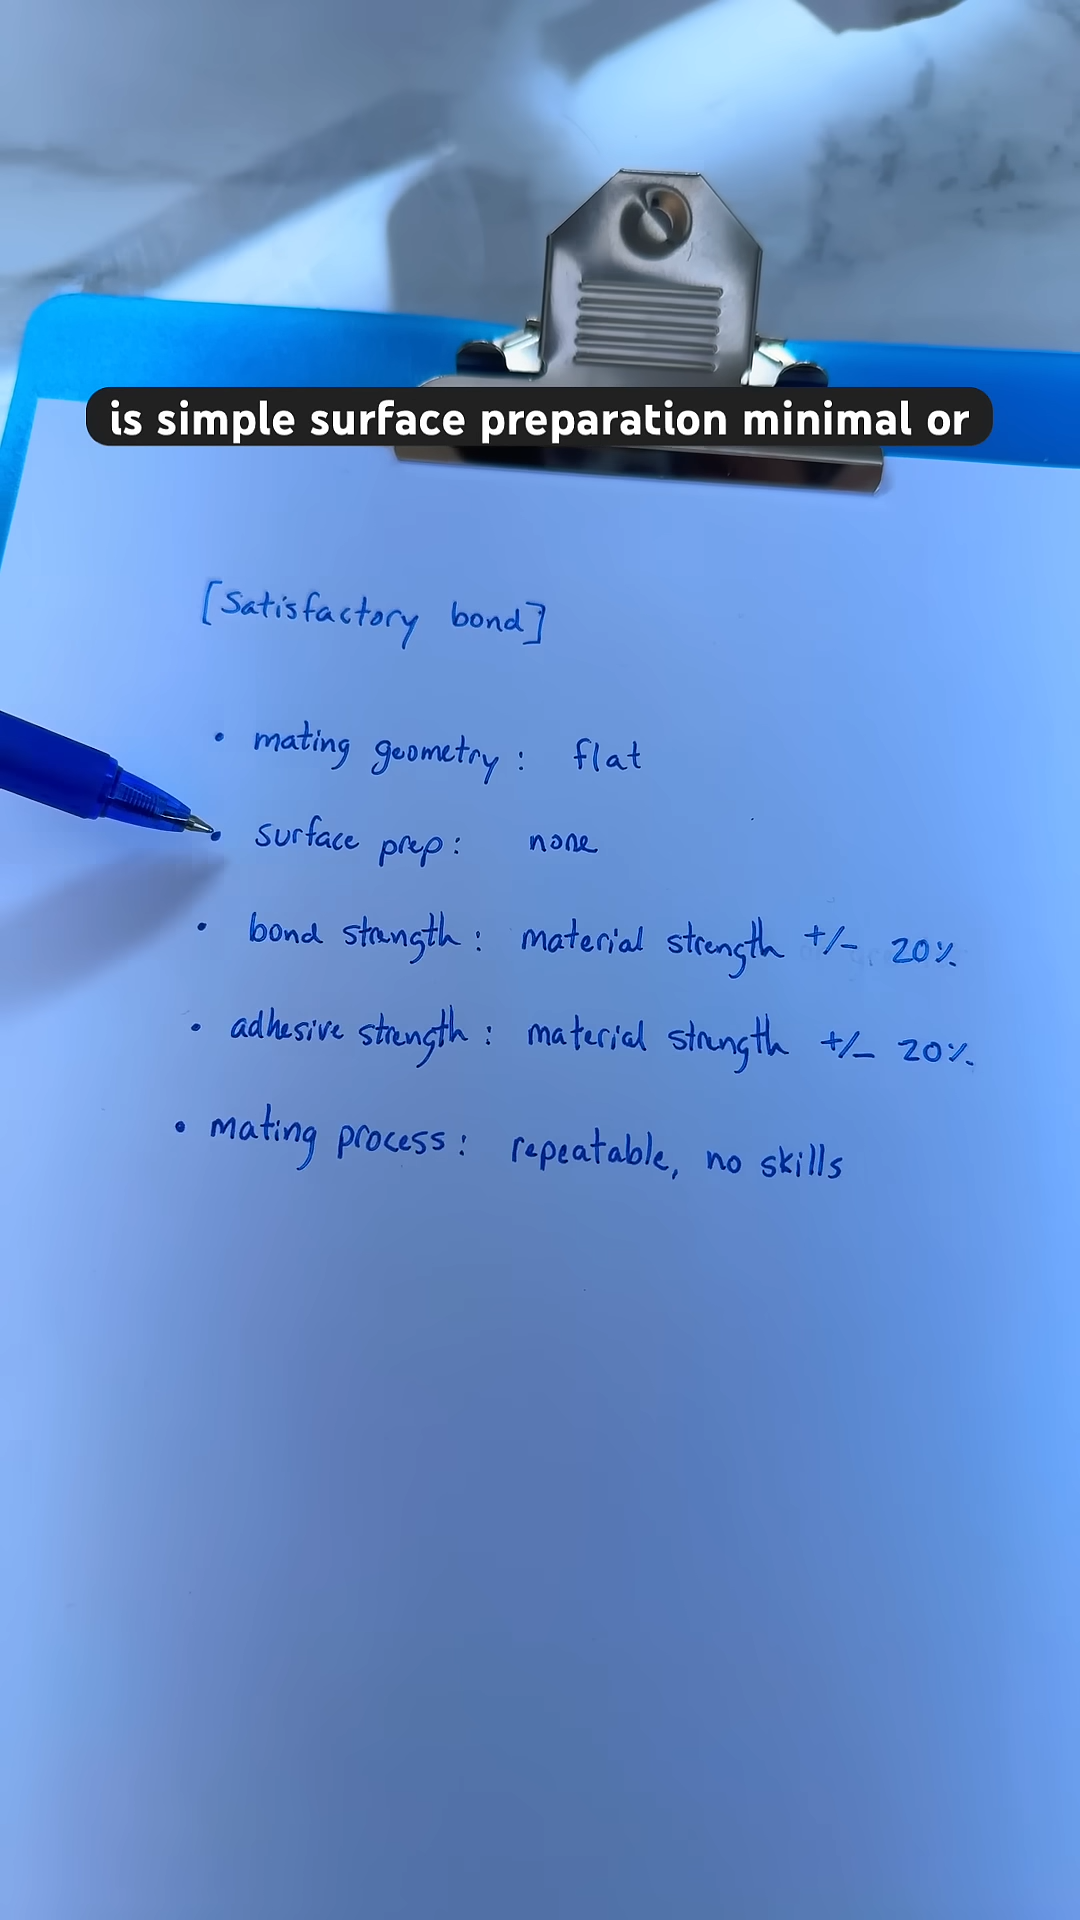 is simple surface preparation minimal or
[Satisfactory bond]
• mating geometry: flat
• surface prep: none
• bond strength: material strength +/- 20%
• adhesive strength: material strength +/- 20%
• mating process: repeatable, no skills